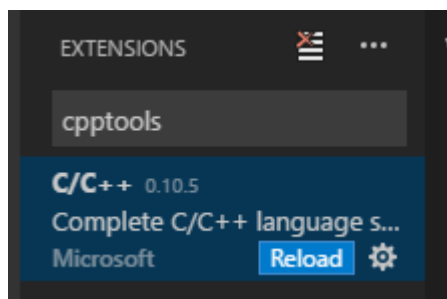 EXTENSIONS
cpptools
C/C++ 0.10.5
Complete C/C++ language s...
Microsoft Reload